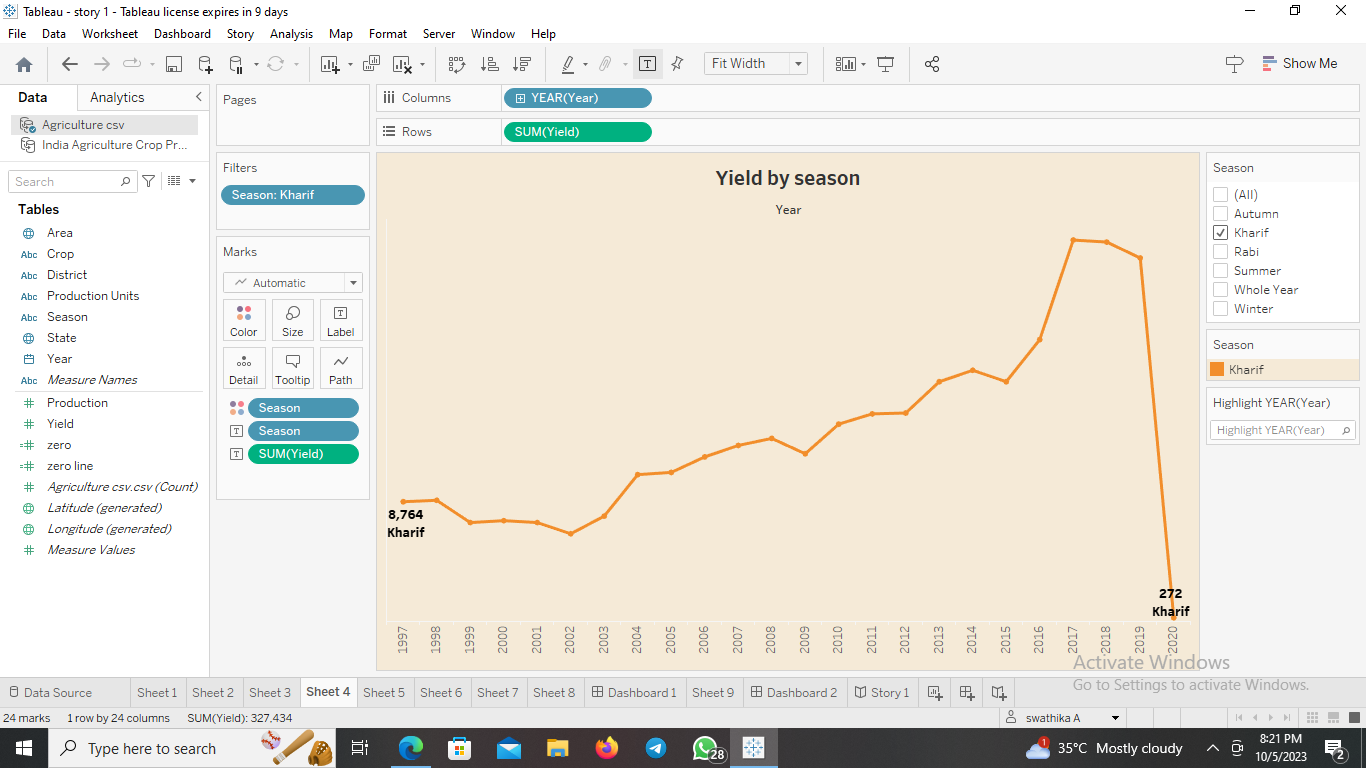 Tableau - story 1 - Tableau license expires in 9 days
File Data Worksheet Dashboard Story Analysis Map Format Server Window Help
Fit Width
Show Me
Data Analytics
Agriculture csv
India Agriculture Crop Pr...
Search
Tables
Area
Abc Crop
Abc District
Abc Production Units
Abc Season
State
Year
Abc Measure Names
Production
Yield
zero
zero line
Agriculture csv.csv (Count)
Latitude (generated)
Longitude (generated)
Measure Values
Pages
Filters
Season: Kharif
Marks
Automatic
Color Size Label
Detail Tooltip Path
Season
Season
SUM(Yield)
Columns YEAR(Year)
Rows SUM(Yield)
Yield by season
Year
8,764
Kharif
272
Kharif
1997 1998 1999 2000 2001 2002 2003 2004 2005 2006 2007 2008 2009 2010 2011 2012 2013 2014 2015 2016 2017 2018 2019 2020
Season
(All)
Autumn
Kharif
Rabi
Summer
Whole Year
Winter
Season
Kharif
Highlight YEAR(Year)
Highlight YEAR(Year)
Activate Windows
Go to Settings to activate Windows.
Data Source Sheet 1 Sheet 2 Sheet 3 Sheet 4 Sheet 5 Sheet 6 Sheet 7 Sheet 8 Dashboard 1 Sheet 9 Dashboard 2 Story 1
24 marks 1 row by 24 columns SUM(Yield): 327,434
swathika A
Type here to search
28
1
35°C Mostly cloudy
8:21 PM
10/5/2023
2